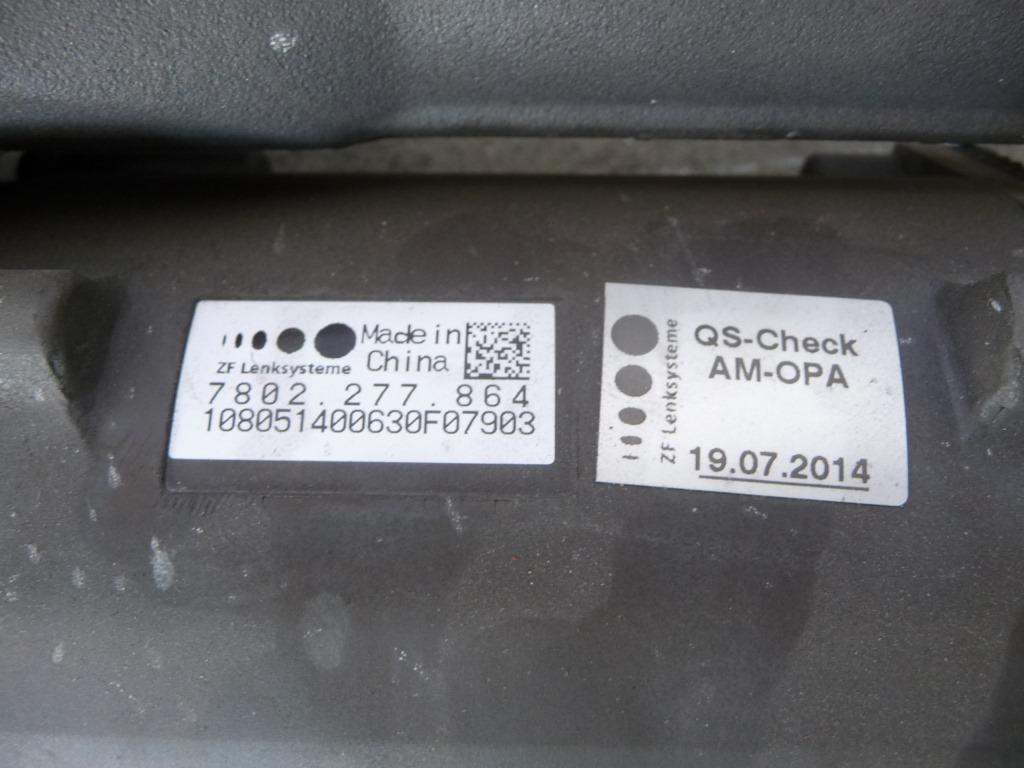 Made in
China
ZF Lenksysteme
7802.277.864
108051400630F07903
ZF Lenksysteme
QS-Check
AM-OPA
19.07.2014